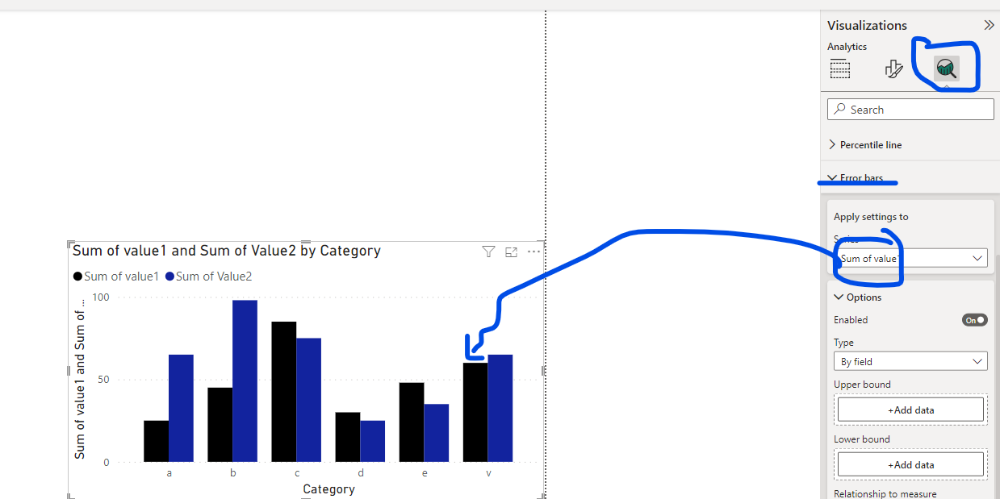 Visualizations
Analytics
Search
Percentile line
Error bars
Apply settings to
Series
Sum of value1
Options
Enabled
On
Type
By field
Upper bound
+Add data
Lower bound
+Add data
Relationship to measure
Sum of value1 and Sum of Value2 by Category
Sum of value1 Sum of Value2
Sum of value1 and Sum of ...
100
50
0
a b c d e v
Category